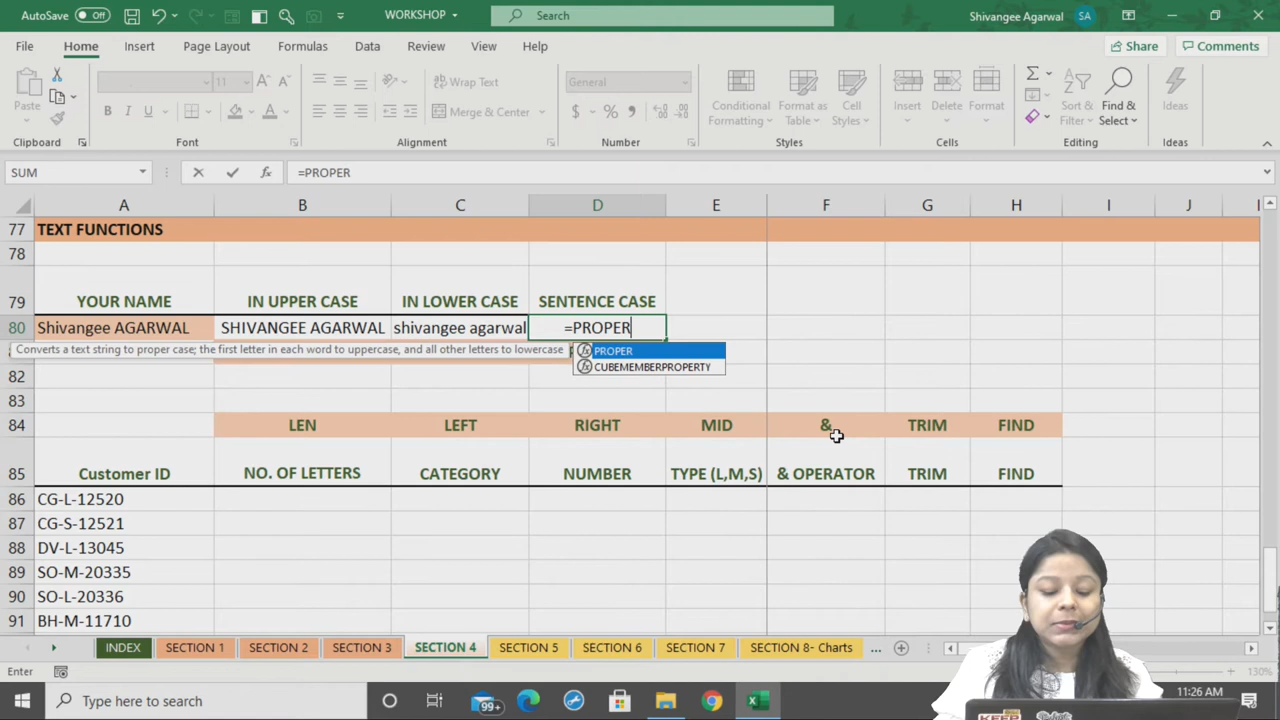 AutoSave Off WORKSHOP Search Shivangee Agarwal SA
File Home Insert Page Layout Formulas Data Review View Help Share Comments
Paste 11 Wrap Text General Conditional Formatting Format as Table Cell Styles Insert Delete Format Sort & Filter Find & Select Ideas
B I U Merge & Center $ %
Clipboard Font Alignment Number Styles Cells Editing Ideas
SUM fx =PROPER
A B C D E F G H I J
77 TEXT FUNCTIONS
78
79 YOUR NAME IN UPPER CASE IN LOWER CASE SENTENCE CASE
80 Shivangee AGARWAL SHIVANGEE AGARWAL shivangee agarwal =PROPER
Converts a text string to proper case; the first letter in each word to uppercase, and all other letters to lowercase
PROPER
CUBEMEMBERPROPERTY
82
83
84 LEN LEFT RIGHT MID & TRIM FIND
85 Customer ID NO. OF LETTERS CATEGORY NUMBER TYPE (L,M,S) & OPERATOR TRIM FIND
86 CG-L-12520
87 CG-S-12521
88 DV-L-13045
89 SO-M-20335
90 SO-L-20336
91 BH-M-11710
INDEX SECTION 1 SECTION 2 SECTION 3 SECTION 4 SECTION 5 SECTION 6 SECTION 7 SECTION 8- Charts ...
Enter 130%
Type here to search 99+ 11:26 AM
KEEP